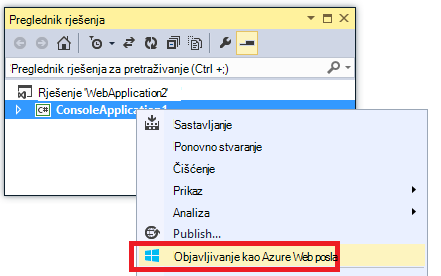 Preglednik rješenja
Preglednik rješenja za pretraživanje (Ctrl +;)
Rješenje 'WebApplication2'
C# ConsoleApplication1
Sastavljanje
Ponovno stvaranje
Čišćenje
Prikaz
Analiza
Publish...
Objavljivanje kao Azure Web posla